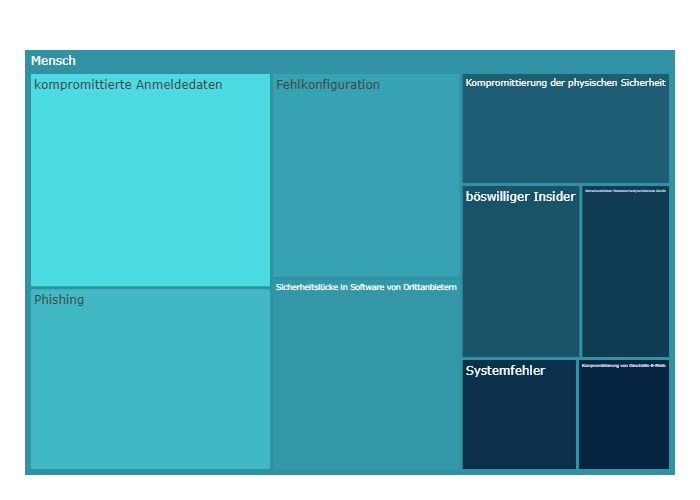 Mensch
kompromittierte Anmeldedaten
Fehlkonfiguration
Kompromittierung der physischen Sicherheit
böswilliger Insider
Phishing
Sicherheitslücke in Software von Drittanbietern
Systemfehler
Kompromittierung von Geschäfts-E-Mails